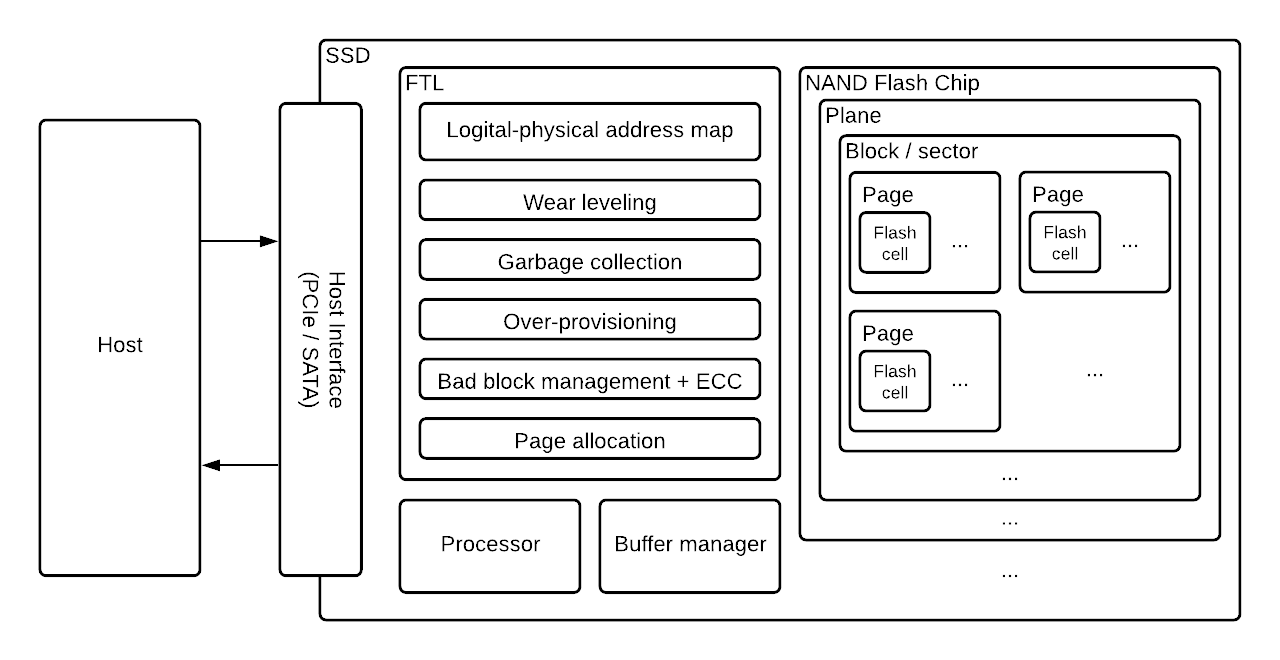 SSD
FTL
Logital-physical address map
Wear leveling
Garbage collection
Over-provisioning
Bad block management + ECC
Page allocation
Processor
Buffer manager
Host
Host Interface
(PCIe / SATA)
NAND Flash Chip
Plane
Block / sector
Page
Flash
cell
...
Page
Flash
cell
...
Page
Flash
cell
...
...
...
...
...